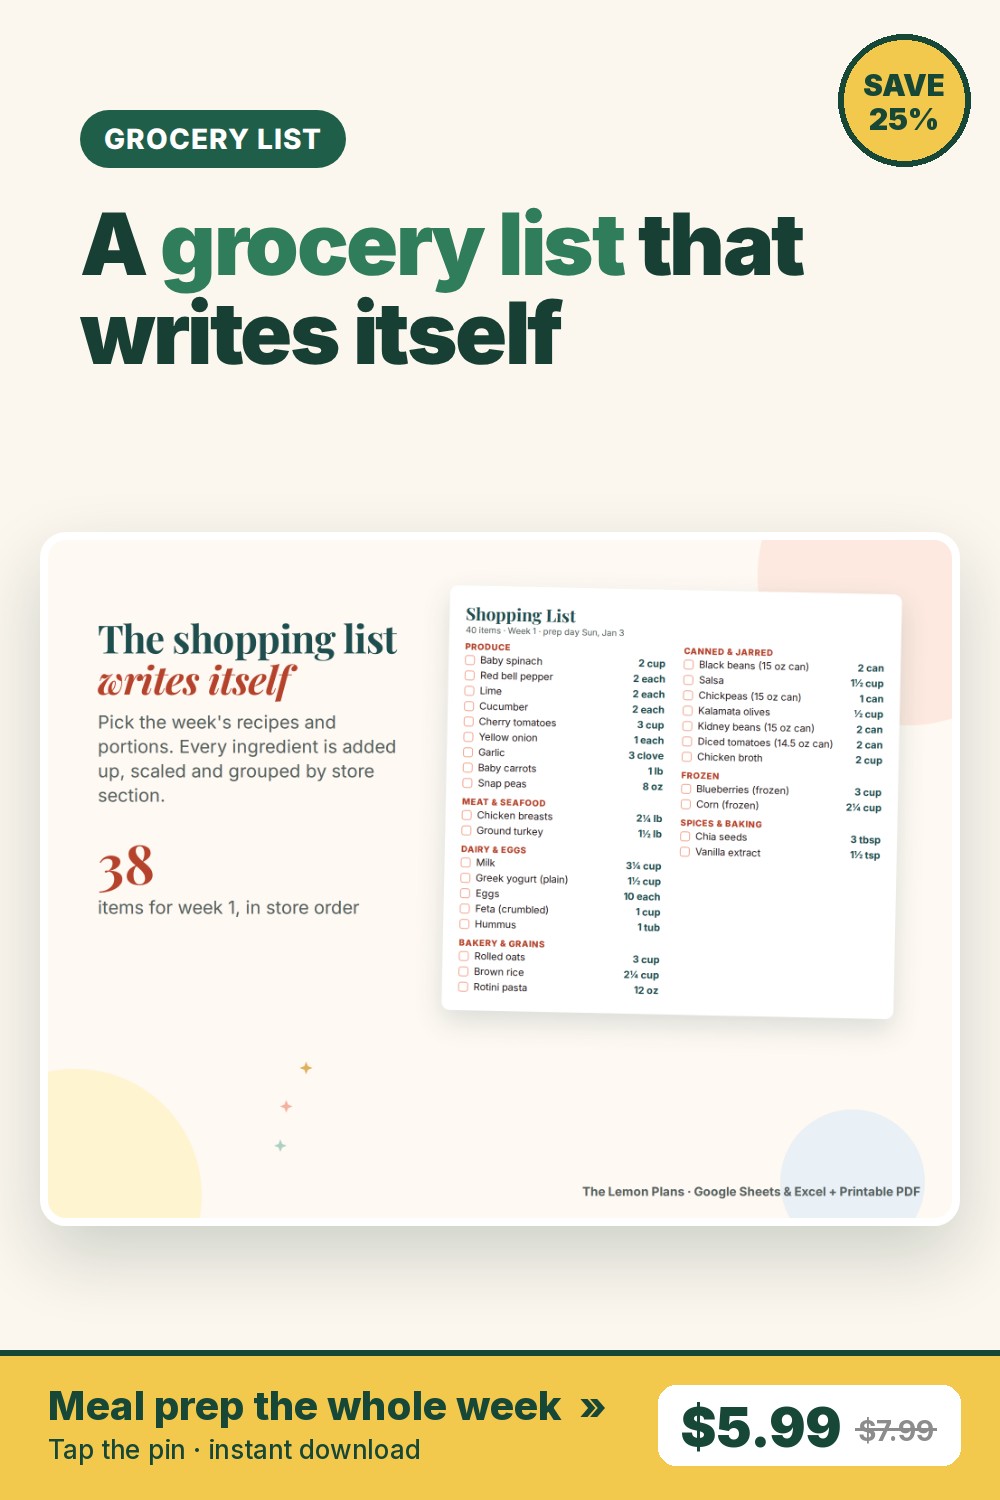 SAVE
25%
GROCERY LIST
A grocery list that
writes itself
The shopping list
writes itself
Pick the week's recipes and
portions. Every ingredient is added
up, scaled and grouped by store
section.
38
items for week 1, in store order
Shopping List
40 items · Week 1 · prep day Sun, Jan 3
PRODUCE
Baby spinach 2 cup
Red bell pepper 2 each
Lime 2 each
Cucumber 2 each
Cherry tomatoes 3 cup
Yellow onion 1 each
Garlic 3 clove
Baby carrots 1 lb
Snap peas 8 oz
MEAT & SEAFOOD
Chicken breasts 2¼ lb
Ground turkey 1½ lb
DAIRY & EGGS
Milk 3¼ cup
Greek yogurt (plain) 1½ cup
Eggs 10 each
Feta (crumbled) 1 cup
Hummus 1 tub
BAKERY & GRAINS
Rolled oats 3 cup
Brown rice 2¼ cup
Rotini pasta 12 oz
CANNED & JARRED
Black beans (15 oz can) 2 can
Salsa 1½ cup
Chickpeas (15 oz can) 1 can
Kalamata olives ½ cup
Kidney beans (15 oz can) 2 can
Diced tomatoes (14.5 oz can) 2 can
Chicken broth 2 cup
FROZEN
Blueberries (frozen) 3 cup
Corn (frozen) 2¼ cup
SPICES & BAKING
Chia seeds 3 tbsp
Vanilla extract 1½ tsp
The Lemon Plans · Google Sheets & Excel + Printable PDF
Meal prep the whole week »
Tap the pin · instant download
$5.99 $7.99